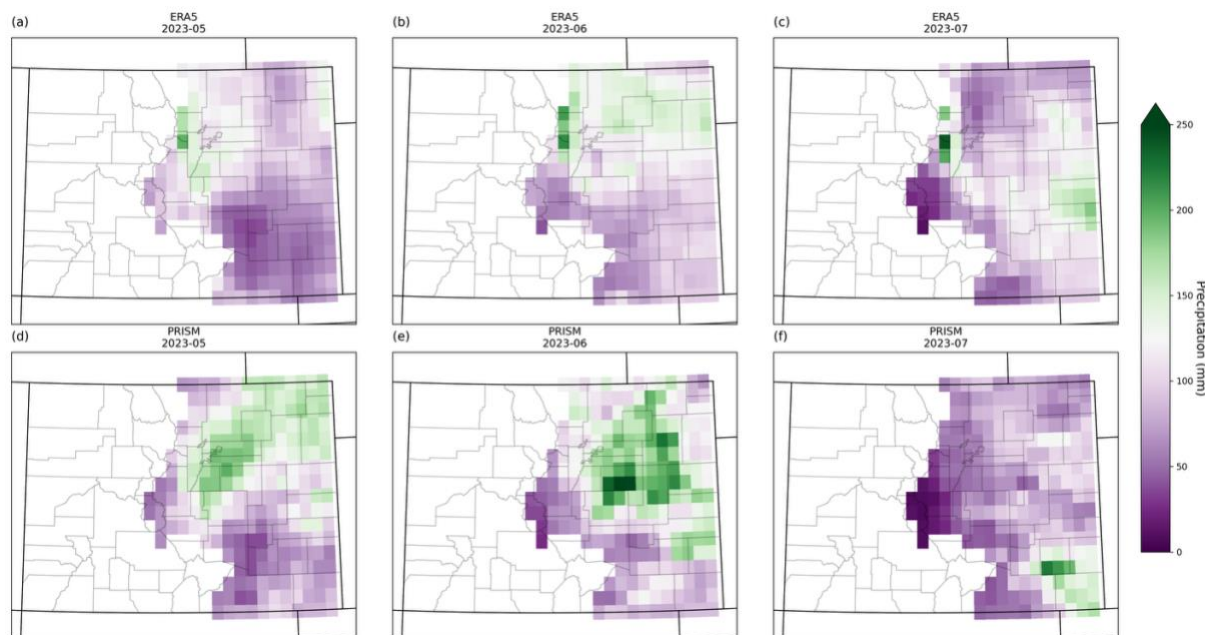 (a)
ERA5
2023-05
(b)
ERA5
2023-06
(c)
ERA5
2023-07
250
200
150
100
50
0
Precipitation (mm)
(d)
PRISM
2023-05
(e)
PRISM
2023-06
(f)
PRISM
2023-07